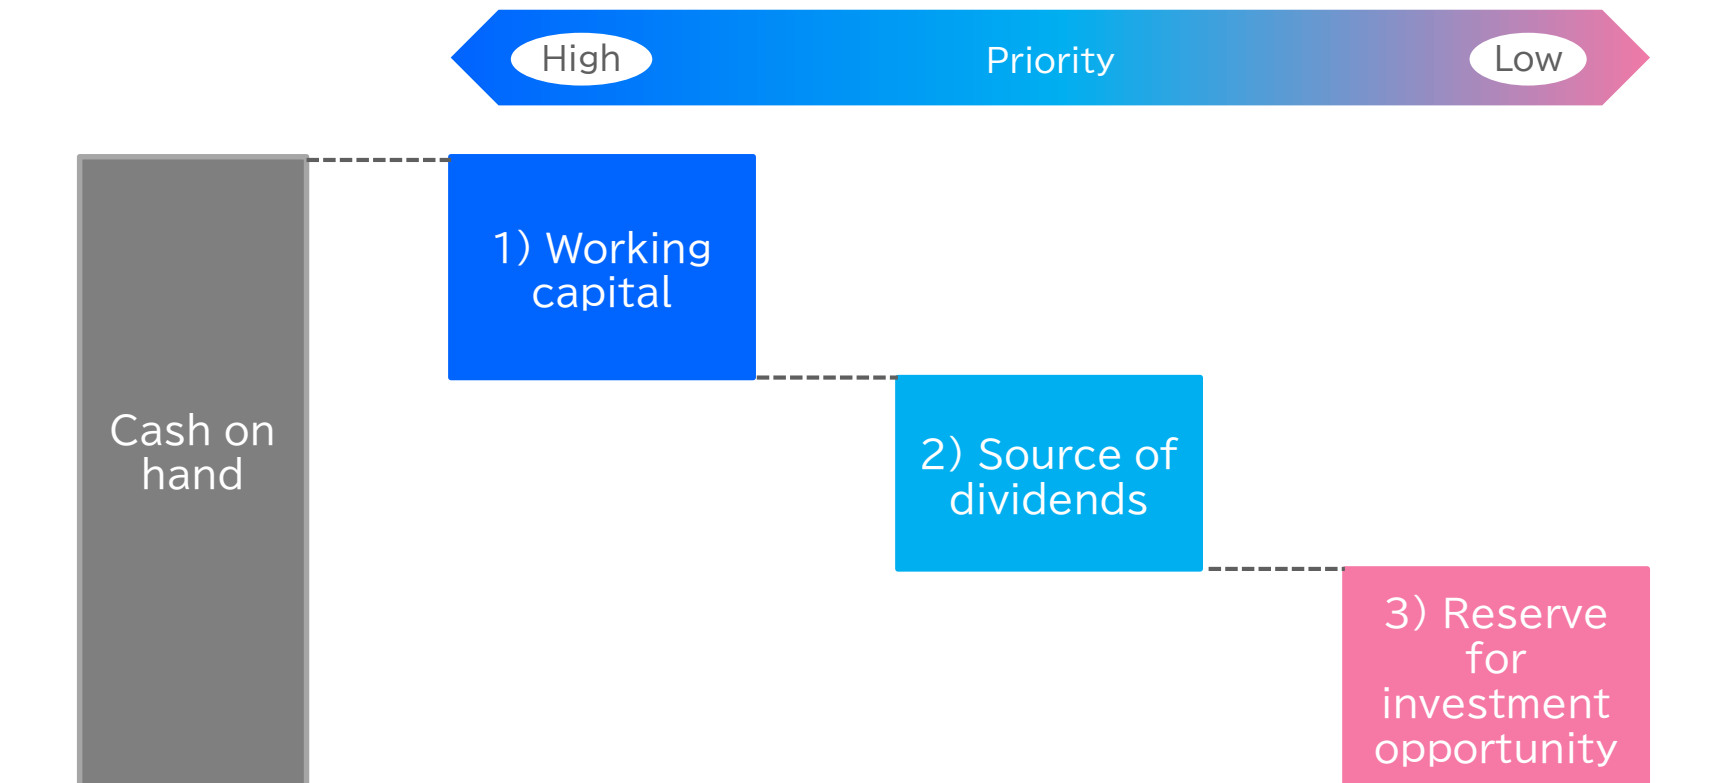 High
Priority
Low
Cash on
hand
1) Working
capital
2) Source of
dividends
3) Reserve
for
investment
opportunity